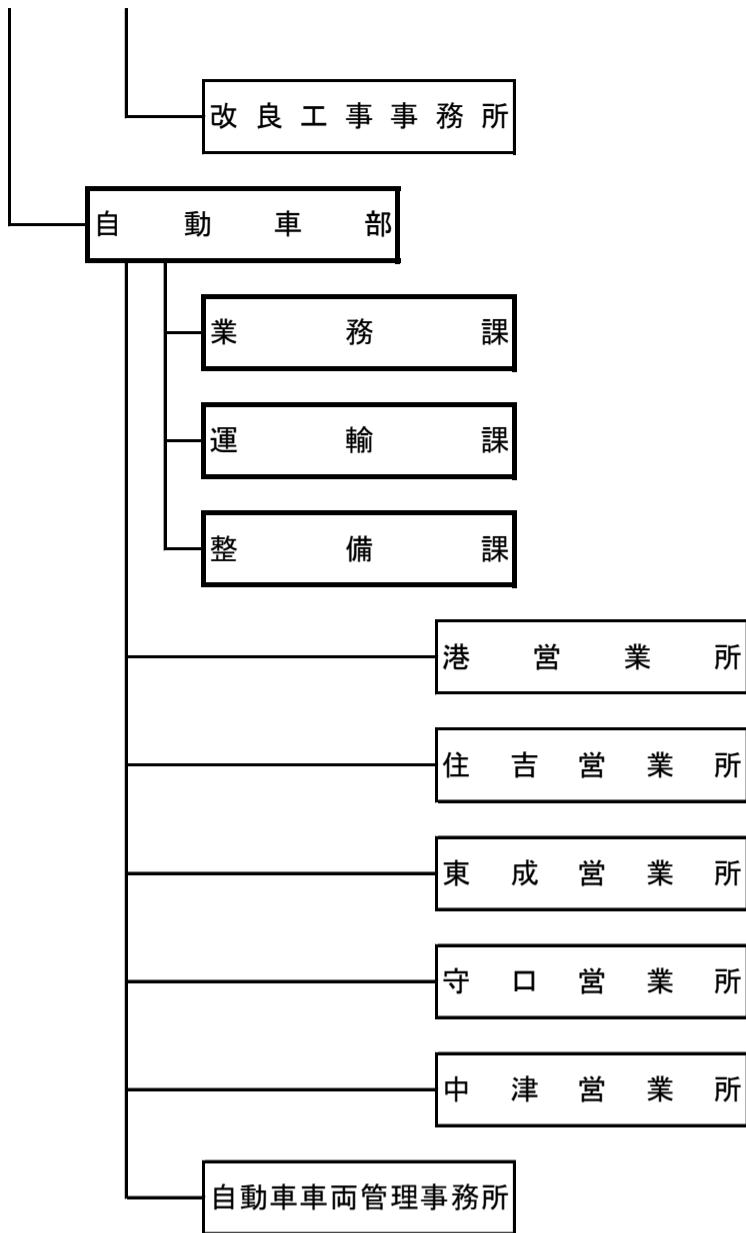 改良工事事務所
自動車部
業務課
運輸課
整備課
港営業所
住吉営業所
東成営業所
守口営業所
中津営業所
自動車車両管理事務所